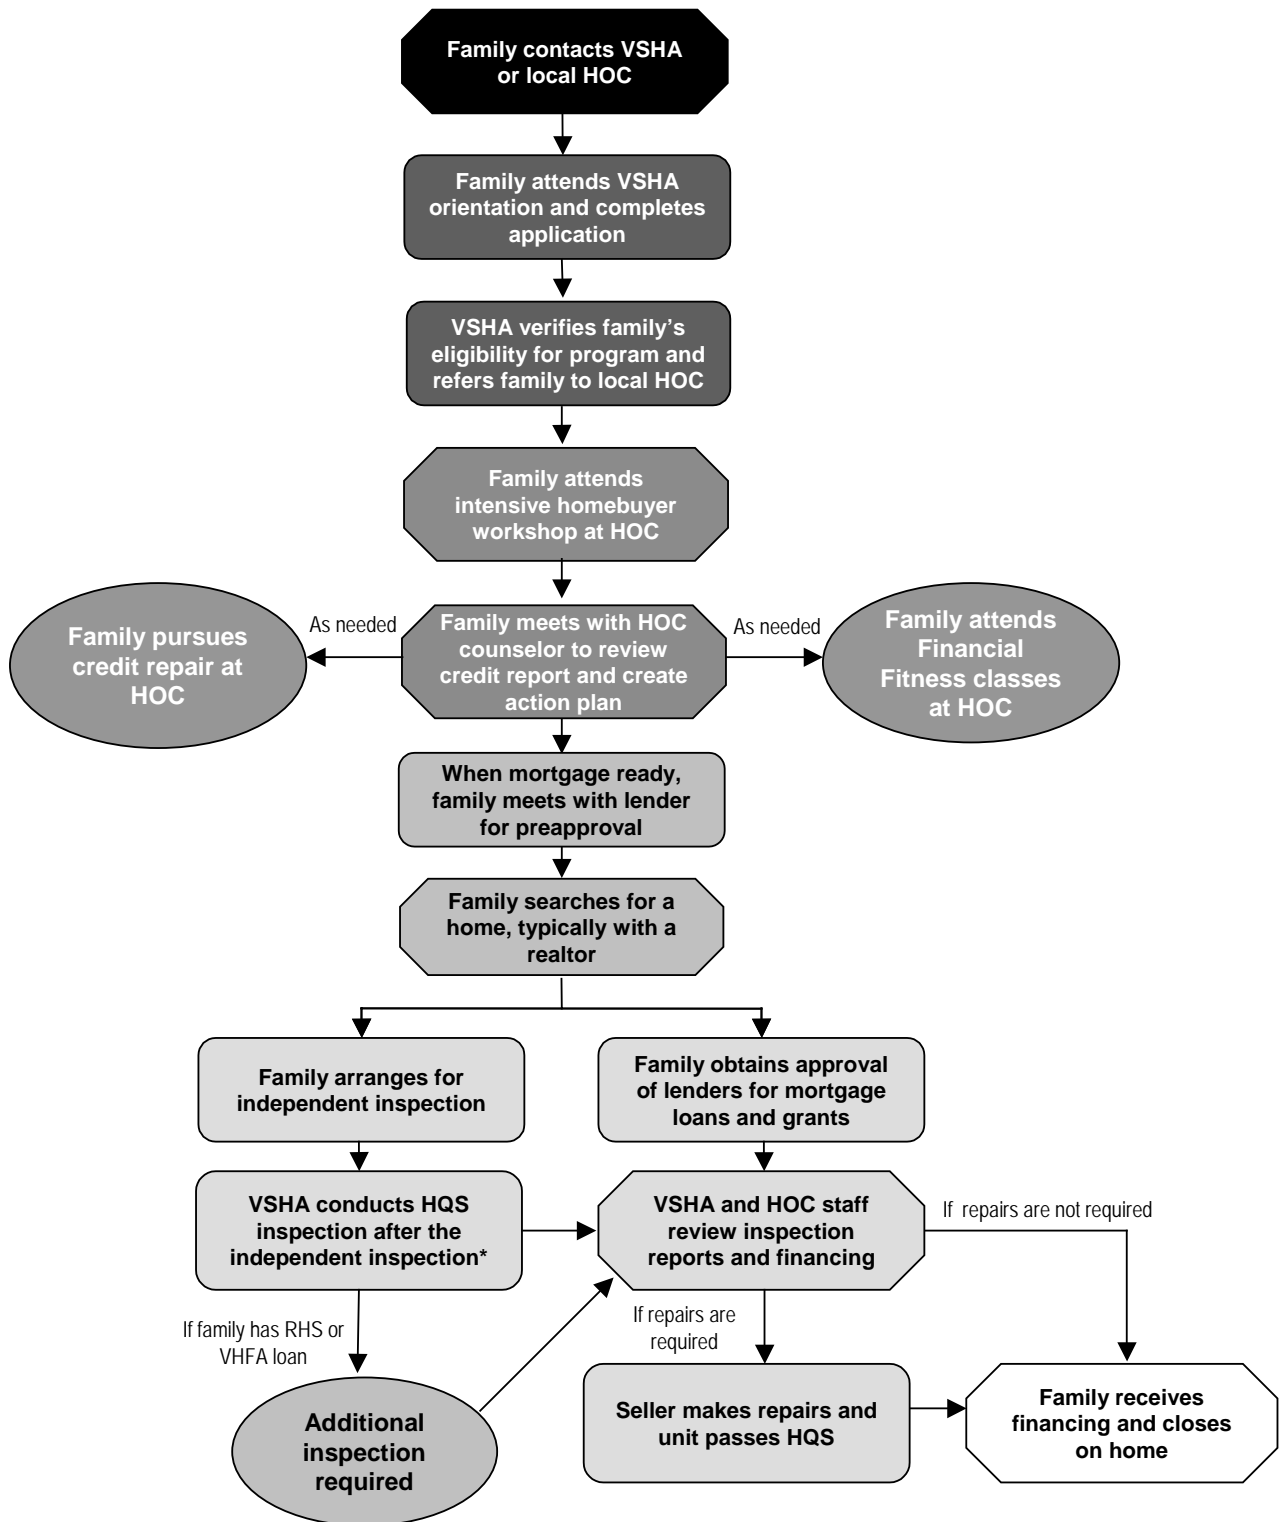 Family contacts VSHA
or local HOC
Family attends VSHA
orientation and completes
application
VSHA verifies family’s
eligibility for program and
refers family to local HOC
Family attends
intensive homebuyer
workshop at HOC
Family pursues
credit repair at
HOC
As needed
Family meets with HOC
counselor to review
credit report and create
action plan
As needed
Family attends
Financial
Fitness classes
at HOC
When mortgage ready,
family meets with lender
for preapproval
Family searches for a
home, typically with a
realtor
Family arranges for
independent inspection
Family obtains approval
of lenders for mortgage
loans and grants
VSHA conducts HQS
inspection after the
independent inspection*
VSHA and HOC staff
review inspection
reports and financing
If repairs are not required
If family has RHS or
VHFA loan
If repairs are
required
Additional
inspection
required
Seller makes repairs and
unit passes HQS
Family receives
financing and closes
on home